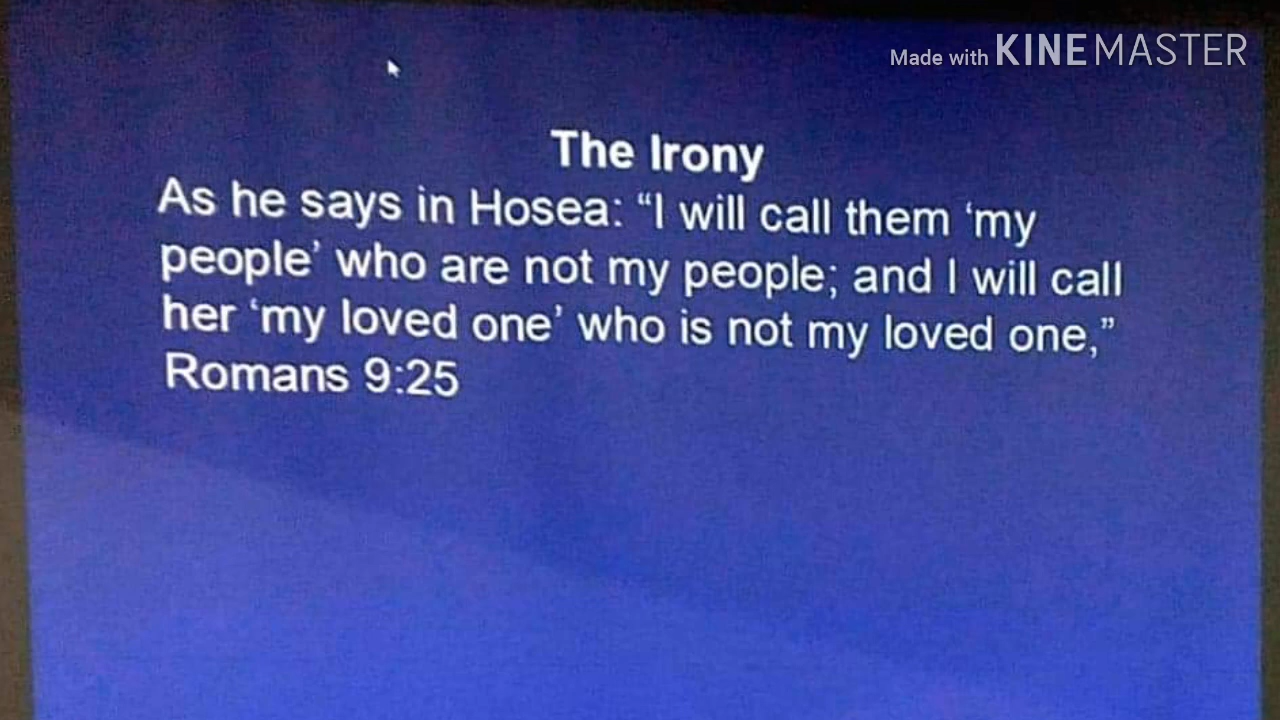 Made with KINEMASTER
The Irony
As he says in Hosea: “I will call them ‘my
people’ who are not my people; and I will call
her ‘my loved one’ who is not my loved one,”
Romans 9:25